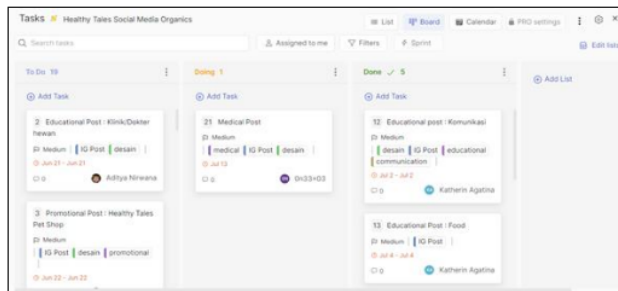 Tasks Healthy Tales Social Media Organics
List Board Calendar PRO settings
Search tasks
Assigned to me Filters Sprint
Edit lists
To Do 19
Add Task
2 Educational Post : Klinik/Dokter
hewan
Medium IG Post desain
Jun 21 - Jun 21
0 Aditya Nirwana
3 Promotional Post : Healthy Tales
Pet Shop
Medium
IG Post desain promotional
Jun 22 - Jun 22
Doing 1
Add Task
21 Medical Post
Medium
medical IG Post desain
Jul 13
0 0h33+03
Done 5
Add Task
12 Educational post : Komunikasi
Medium
desain IG Post educational
communication
Jul 2 - Jul 2
0 Katherin Agatina
13 Educational Post : Food
Medium IG Post
Jul 4 - Jul 4
0 Katherin Agatina
Add List